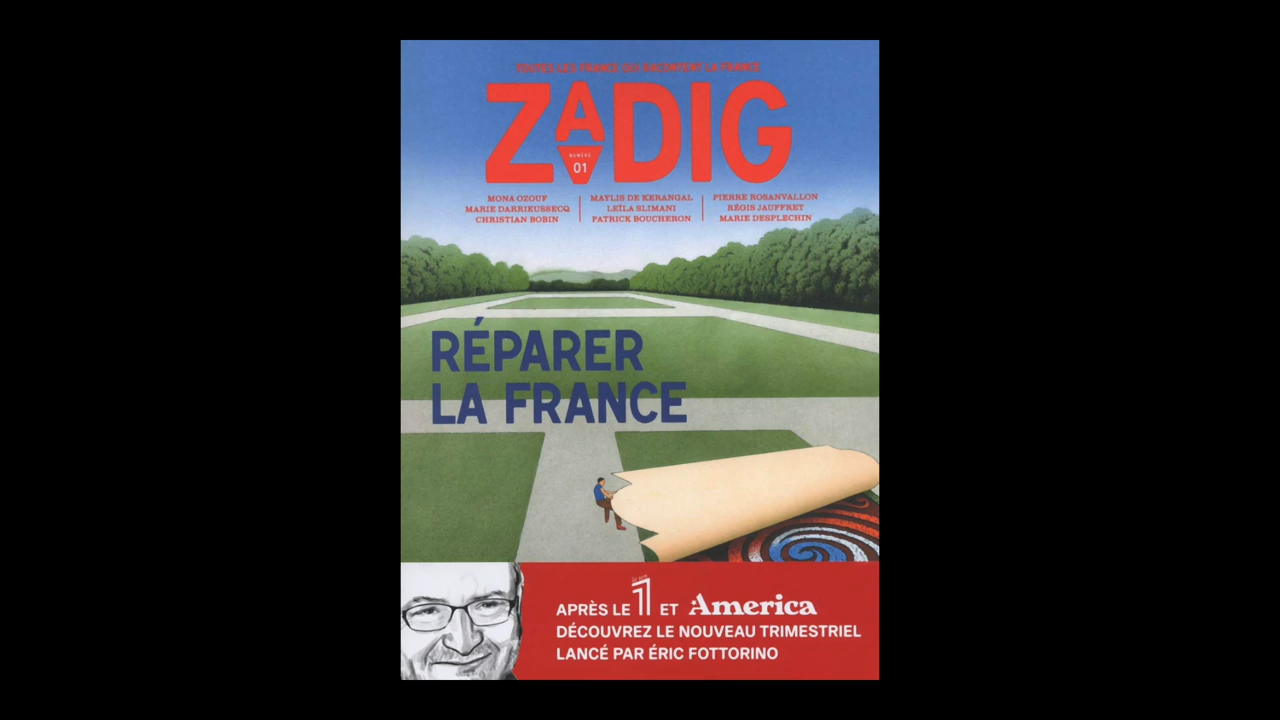 TOUTES LES FRANCE QUI RACONTENT LA FRANCE
ZADIG
NUMÉRO
01
MONA OZOUF
MARIE DARRIEUSSECQ
CHRISTIAN BOBIN
MAYLIS DE KERANGAL
LEÏLA SLIMANI
PATRICK BOUCHERON
PIERRE ROSANVALLON
RÉGIS JAUFFRET
MARIE DESPLECHIN
RÉPARER
LA FRANCE
APRÈS LE 1 ET America
DÉCOUVREZ LE NOUVEAU TRIMESTRIEL
LANCÉ PAR ÉRIC FOTTORINO